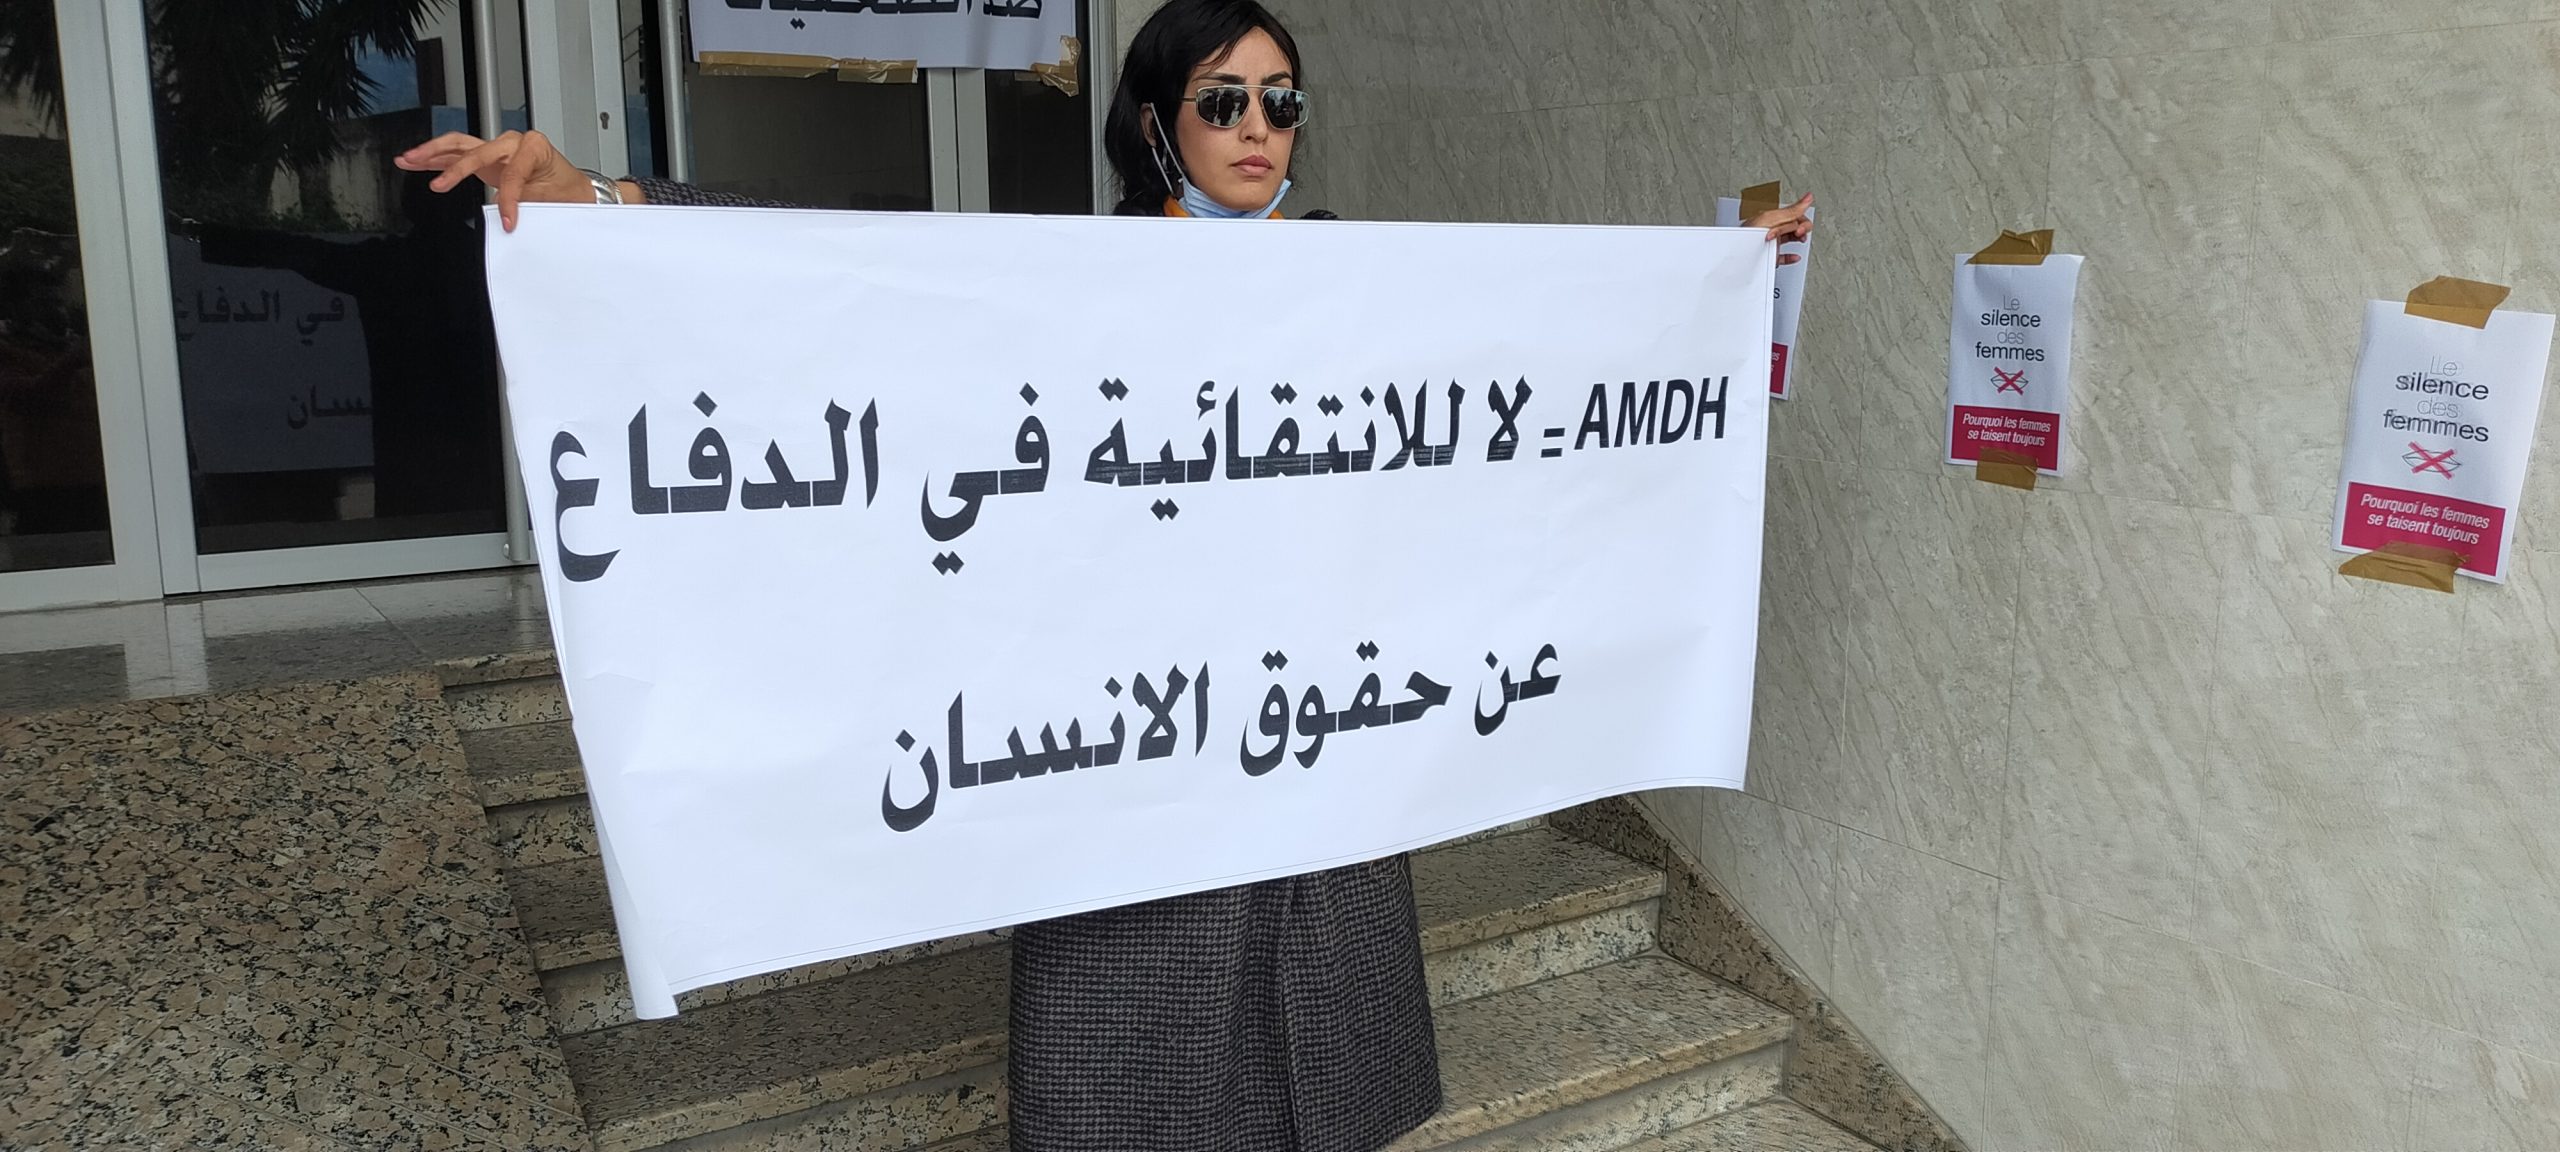 AMDH - لا للانتقائية في الدفاع
عن حقوق الانسان
ضد
Le
silence
des
femmes
Pourquoi les femmes
se taisent toujours
Le
silence
des
femmes
Pourquoi les femmes
se taisent toujours
في الدفاع